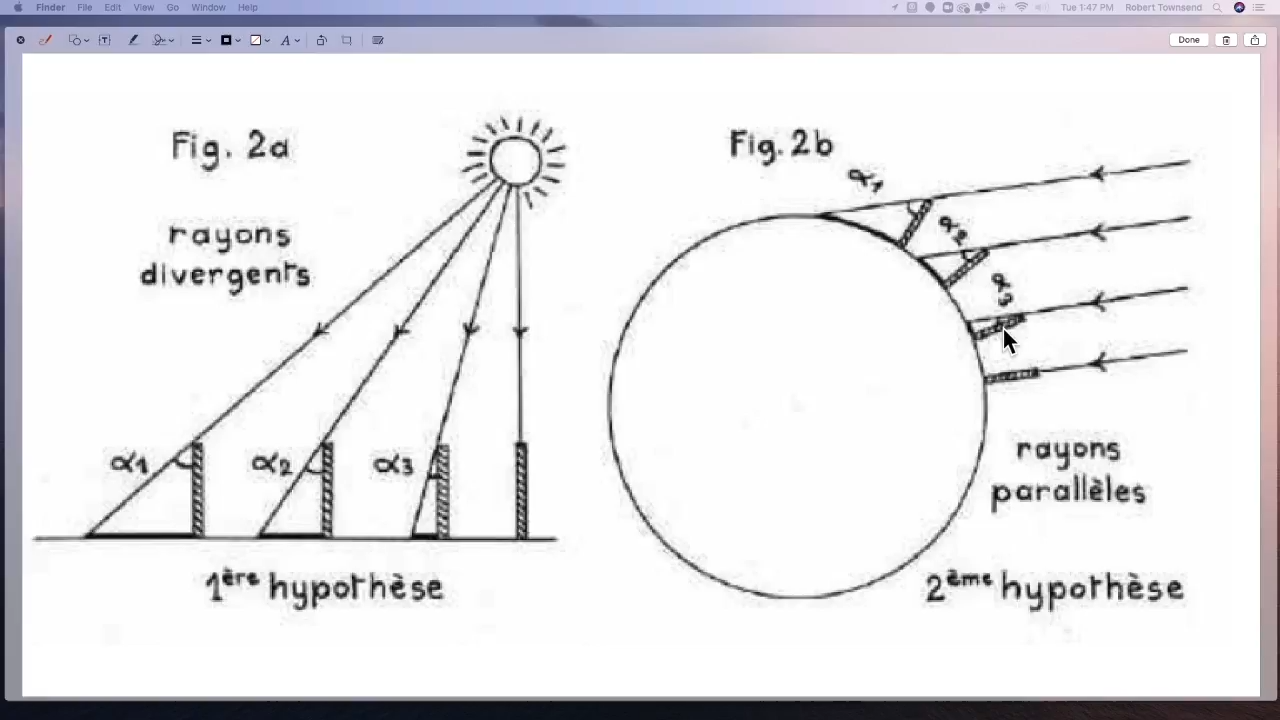 Finder File Edit View Go Window Help
Tue 1:47 PM Robert Townsend
Done
Fig. 2a
rayons
divergents
α1 α2 α3
1ère hypothèse
Fig. 2b
α1
α2
α3
rayons
parallèles
2ème hypothèse